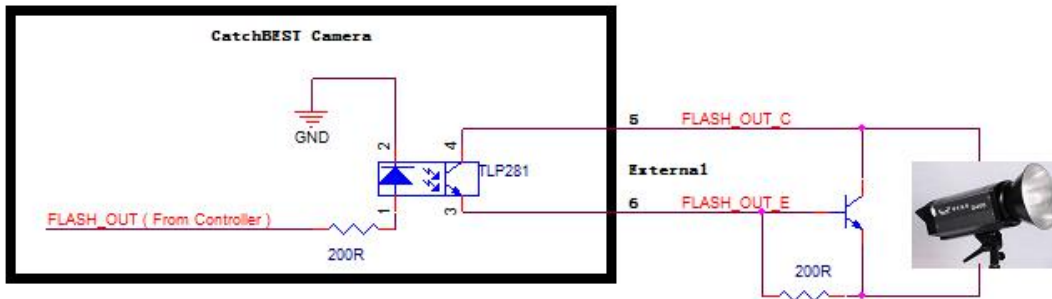 CatchBEST Camera
GND
2
4
TLP281
5 FLASH_OUT_C
External
1
3
6 FLASH_OUT_E
FLASH_OUT ( From Controller )
200R
200R